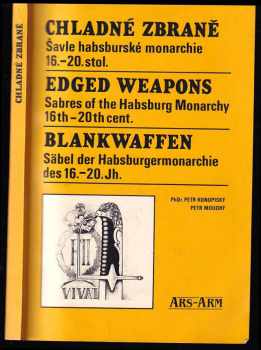 CHLADNÉ ZBRANĚ
CHLADNÉ ZBRANĚ
Šavle habsburské monarchie
16.–20. stol.
EDGED WEAPONS
Sabres of the Habsburg Monarchy
16th – 20th cent.
BLANKWAFFEN
Säbel der Habsburgermonarchie
des 16.–20. Jh.
PhDr. PETR KONOPISKÝ
PETR MOUDRÝ
VIVAT
ARS-ARM